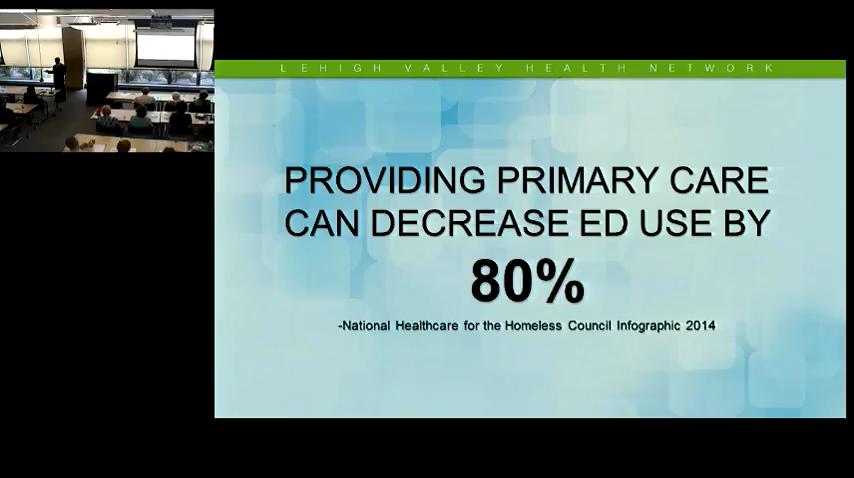 LEHIGH VALLEY HEALTH NETWORK
PROVIDING PRIMARY CARE
CAN DECREASE ED USE BY
80%
-National Healthcare for the Homeless Council Infographic 2014